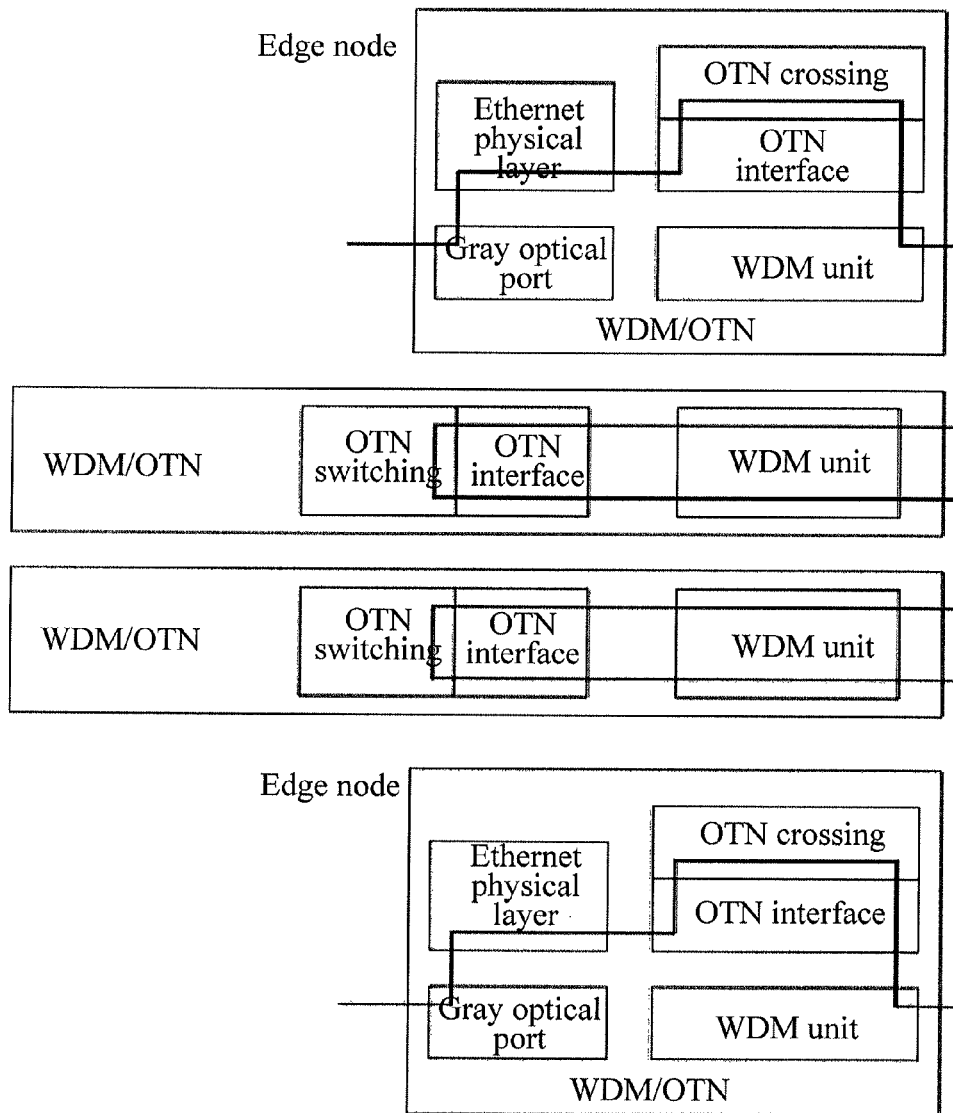 Edge node
OTN crossing
Ethernet
physical
layer
OTN
interface
Gray optical
port
WDM unit
WDM/OTN
WDM/OTN
OTN
switching
OTN
interface
WDM unit
WDM/OTN
OTN
switching
OTN
interface
WDM unit
Edge node
OTN crossing
Ethernet
physical
layer
OTN interface
Gray optical
port
WDM unit
WDM/OTN